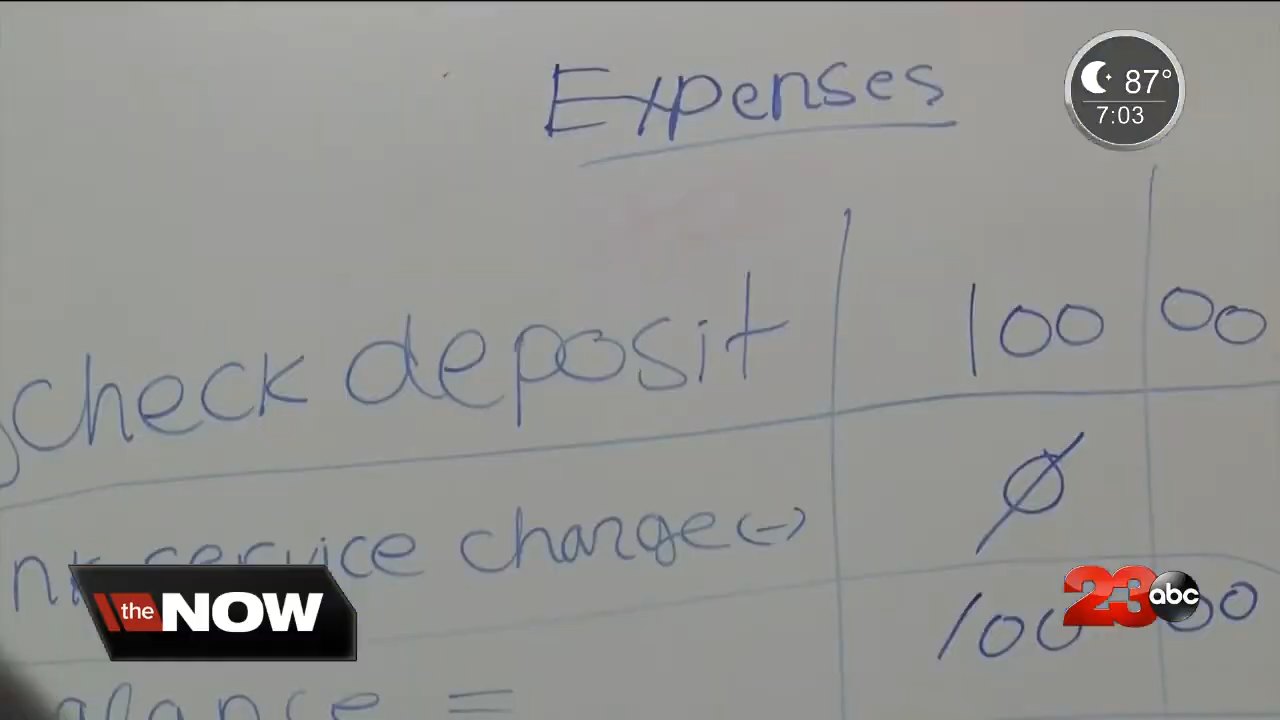 Expenses
87°
7:03
check deposit 100 00
service charge (-) Ø
100 00
=
the NOW
23 abc